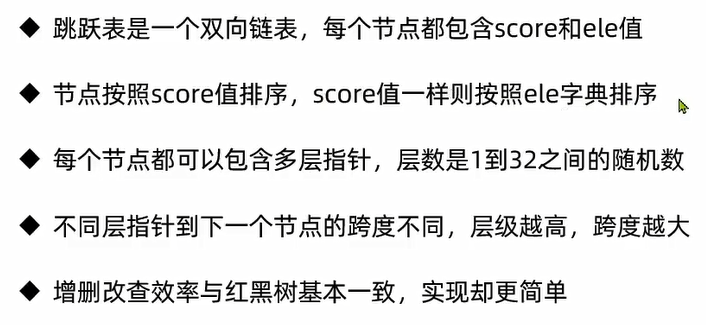 ◆ 跳跃表是一个双向链表，每个节点都包含score和ele值
◆ 节点按照score值排序，score值一样则按照ele字典排序
◆ 每个节点都可以包含多层指针，层数是1到32之间的随机数
◆ 不同层指针到下一个节点的跨度不同，层级越高，跨度越大
◆ 增删改查效率与红黑树基本一致，实现却更简单